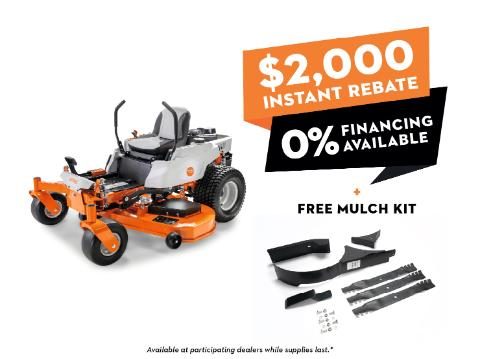 $2,000
INSTANT REBATE
0% FINANCING
AVAILABLE
+
FREE MULCH KIT
Available at participating dealers while supplies last.*